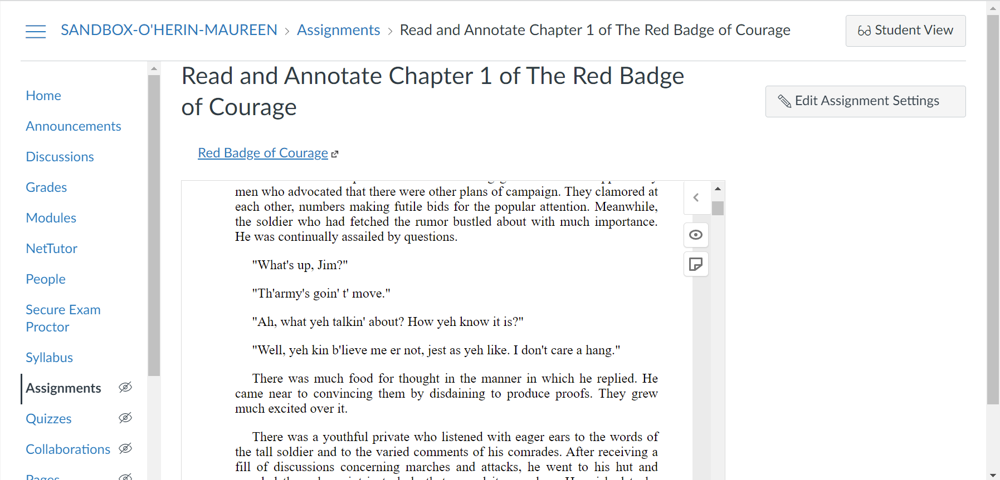 SANDBOX-O'HERIN-MAUREEN › Assignments › Read and Annotate Chapter 1 of The Red Badge of Courage
Student View
Home
Announcements
Discussions
Grades
Modules
NetTutor
People
Secure Exam
Proctor
Syllabus
Assignments
Quizzes
Collaborations
Pages
Read and Annotate Chapter 1 of The Red Badge
of Courage
Edit Assignment Settings
Red Badge of Courage
men who advocated that there were other plans of campaign. They clamored at
each other, numbers making futile bids for the popular attention. Meanwhile,
the soldier who had fetched the rumor bustled about with much importance.
He was continually assailed by questions.
"What's up, Jim?"
"Th'army's goin' t' move."
"Ah, what yeh talkin' about? How yeh know it is?"
"Well, yeh kin b'lieve me er not, jest as yeh like. I don't care a hang."
There was much food for thought in the manner in which he replied. He
came near to convincing them by disdaining to produce proofs. They grew
much excited over it.
There was a youthful private who listened with eager ears to the words of
the tall soldier and to the varied comments of his comrades. After receiving a
fill of discussions concerning marches and attacks, he went to his hut and